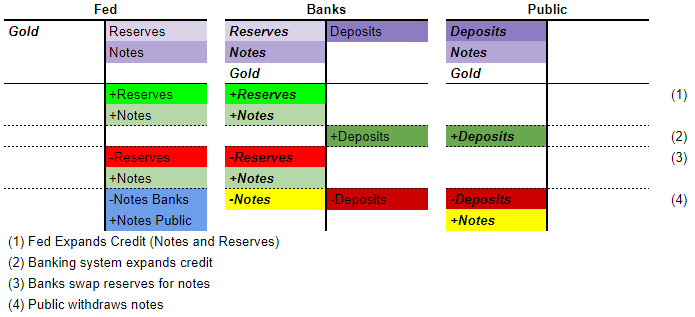 Fed Banks Public
Gold Reserves Reserves Deposits Deposits
Notes Notes Notes
Gold Gold
+Reserves +Reserves (1)
+Notes +Notes
+Deposits +Deposits (2)
-Reserves -Reserves (3)
+Notes +Notes
-Notes Banks -Notes -Deposits -Deposits (4)
+Notes Public +Notes
(1) Fed Expands Credit (Notes and Reserves)
(2) Banking system expands credit
(3) Banks swap reserves for notes
(4) Public withdraws notes